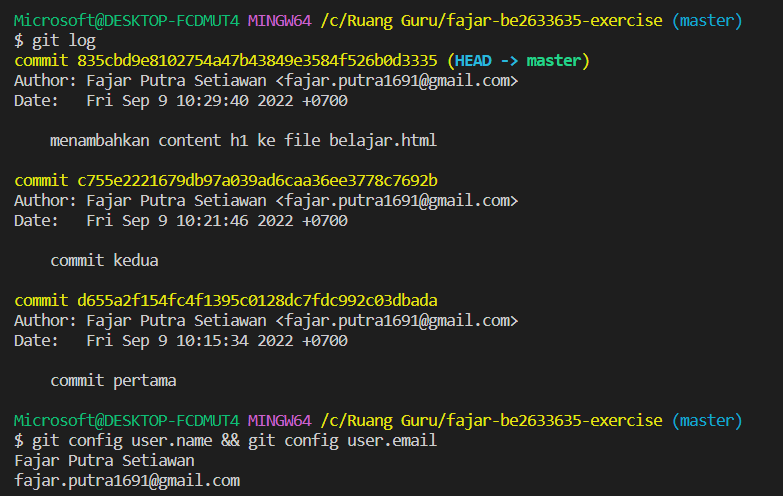 Microsoft@DESKTOP-FCDMUT4 MINGW64 /c/Ruang Guru/fajar-be2633635-exercise (master)
$ git log
commit 835cbd9e8102754a47b43849e3584f526b0d3335 (HEAD -> master)
Author: Fajar Putra Setiawan <fajar.putra1691@gmail.com>
Date:   Fri Sep 9 10:29:40 2022 +0700
    menambahkan content h1 ke file belajar.html
commit c755e2221679db97a039ad6caa36ee3778c7692b
Author: Fajar Putra Setiawan <fajar.putra1691@gmail.com>
Date:   Fri Sep 9 10:21:46 2022 +0700
    commit kedua
commit d655a2f154fc4f1395c0128dc7fdc992c03dbada
Author: Fajar Putra Setiawan <fajar.putra1691@gmail.com>
Date:   Fri Sep 9 10:15:34 2022 +0700
    commit pertama
Microsoft@DESKTOP-FCDMUT4 MINGW64 /c/Ruang Guru/fajar-be2633635-exercise (master)
$ git config user.name && git config user.email
Fajar Putra Setiawan
fajar.putra1691@gmail.com